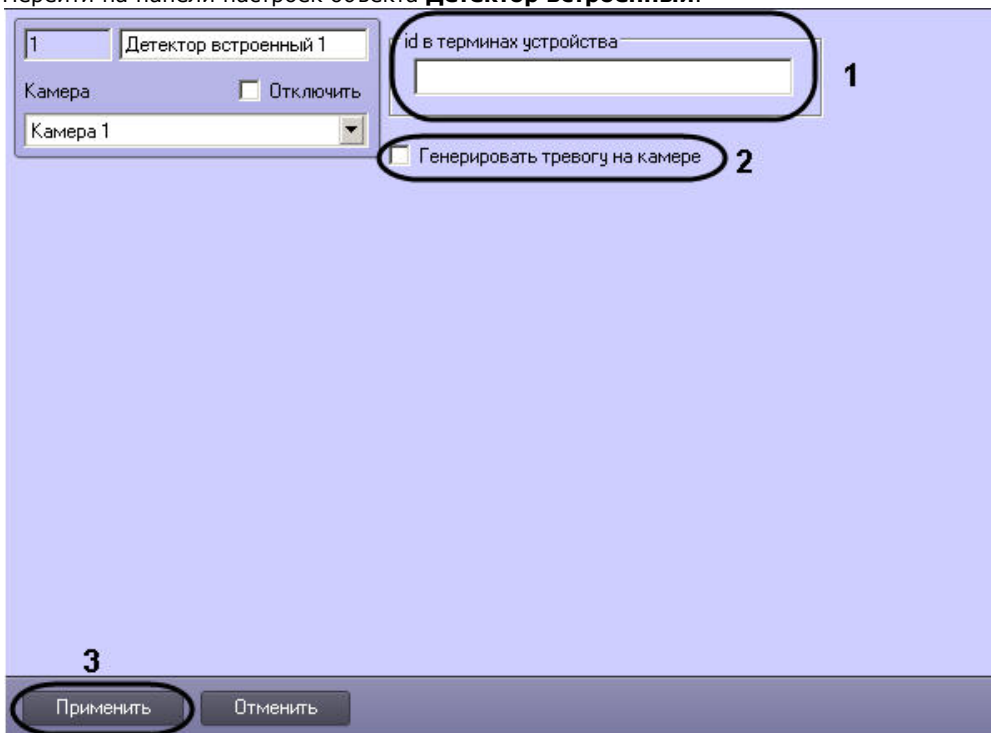 Перейти на панели настроек объекта Детектор встроенный.
1 Детектор встроенный 1
id в терминах устройства
1
Камера Отключить
Камера 1
Генерировать тревогу на камере
2
3
Применить Отменить